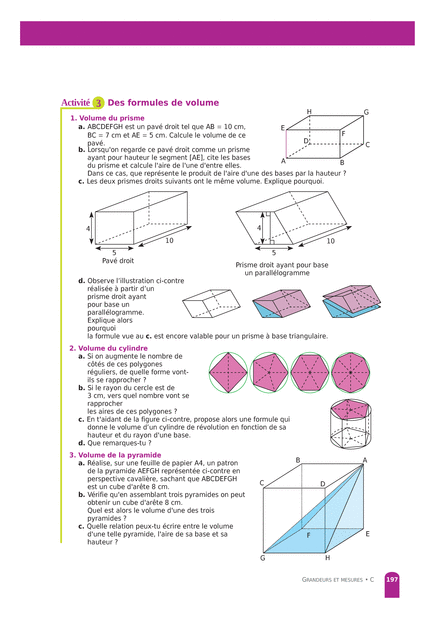 Activité 3 Des formules de volume
1. Volume du prisme
a. ABCDEFGH est un pavé droit tel que AB = 10 cm,
BC = 7 cm et AE = 5 cm. Calcule le volume de ce
pavé.
b. Lorsqu'on regarde ce pavé droit comme un prisme
ayant pour hauteur le segment [AE], cite les bases
du prisme et calcule l'aire de l'une d'entre elles.
Dans ce cas, que représente le produit de l'aire d'une des bases par la hauteur ?
c. Les deux prismes droits suivants ont le même volume. Explique pourquoi.
H
G
E
F
D
C
A
B
4
5
10
Pavé droit
4
5
10
Prisme droit ayant pour base
un parallélogramme
d. Observe l'illustration ci-contre
réalisée à partir d'un
prisme droit ayant
pour base un
parallélogramme.
Explique alors
pourquoi
la formule vue au c. est encore valable pour un prisme à base triangulaire.
2. Volume du cylindre
a. Si on augmente le nombre de
côtés de ces polygones
réguliers, de quelle forme vont-
ils se rapprocher ?
b. Si le rayon du cercle est de
3 cm, vers quel nombre vont se
rapprocher
les aires de ces polygones ?
c. En t'aidant de la figure ci-contre, propose alors une formule qui
donne le volume d'un cylindre de révolution en fonction de sa
hauteur et du rayon d'une base.
d. Que remarques-tu ?
3. Volume de la pyramide
a. Réalise, sur une feuille de papier A4, un patron
de la pyramide AEFGH représentée ci-contre en
perspective cavalière, sachant que ABCDEFGH
est un cube d'arête 8 cm.
b. Vérifie qu'en assemblant trois pyramides on peut
obtenir un cube d'arête 8 cm.
Quel est alors le volume d'une des trois
pyramides ?
c. Quelle relation peux-tu écrire entre le volume
d'une telle pyramide, l'aire de sa base et sa
hauteur ?
B
A
C
D
F
E
G
H
GRANDEURS ET MESURES • C 197